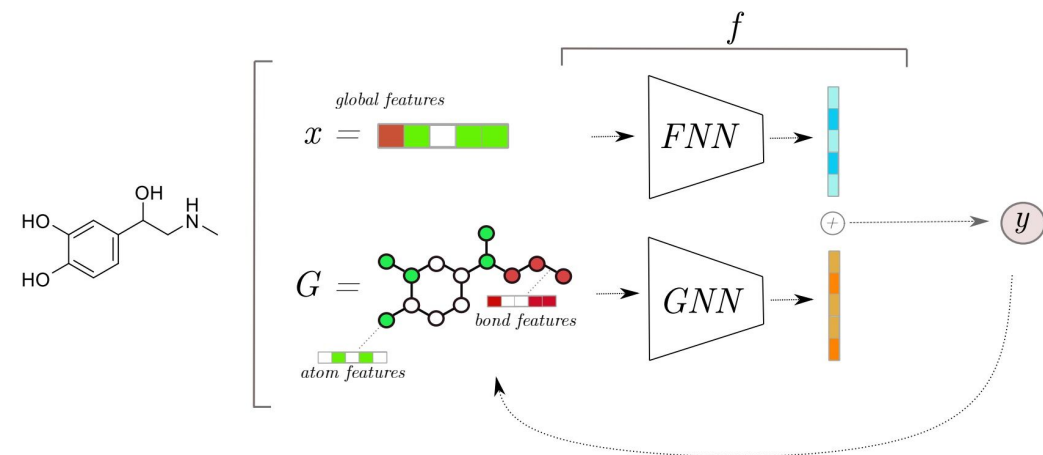 f
global features
x =
FNN
OH
HO
H
N
HO
+
y
G =
GNN
bond features
atom features